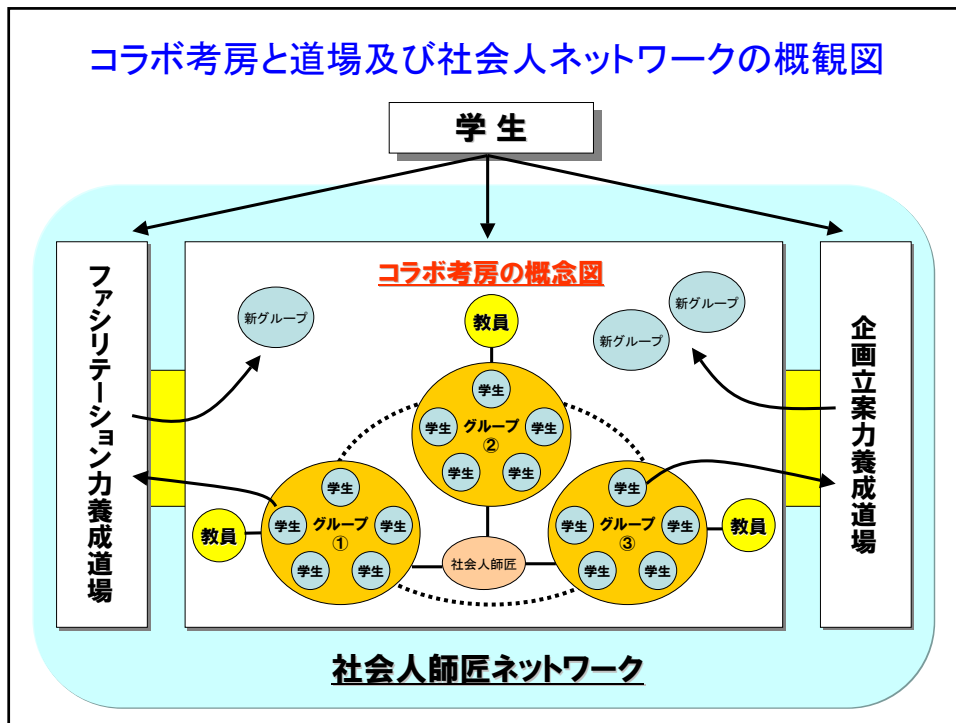 コラボ考房と道場及び社会人ネットワークの概観図
学生
ファシリテーション力養成道場
コラボ考房の概念図
企画立案力養成道場
新グループ
新グループ
新グループ
教員
学生
学生
グループ
②
学生
学生
学生
教員
学生
学生
グループ
①
学生
学生
学生
社会人師匠
学生
学生
グループ
③
学生
学生
学生
教員
社会人師匠ネットワーク